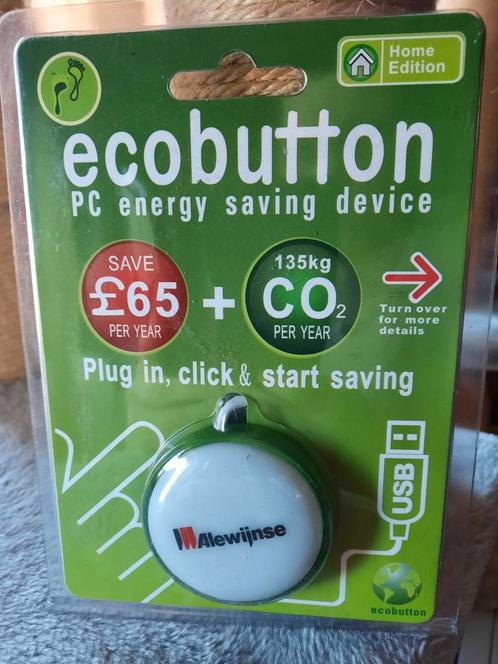 Home
Edition
ecobutton
PC energy saving device
SAVE
£65
PER YEAR
+
135kg
CO₂
PER YEAR
Turn over
for more
details
Plug in, click & start saving
Alewijnse
USB
ecobutton